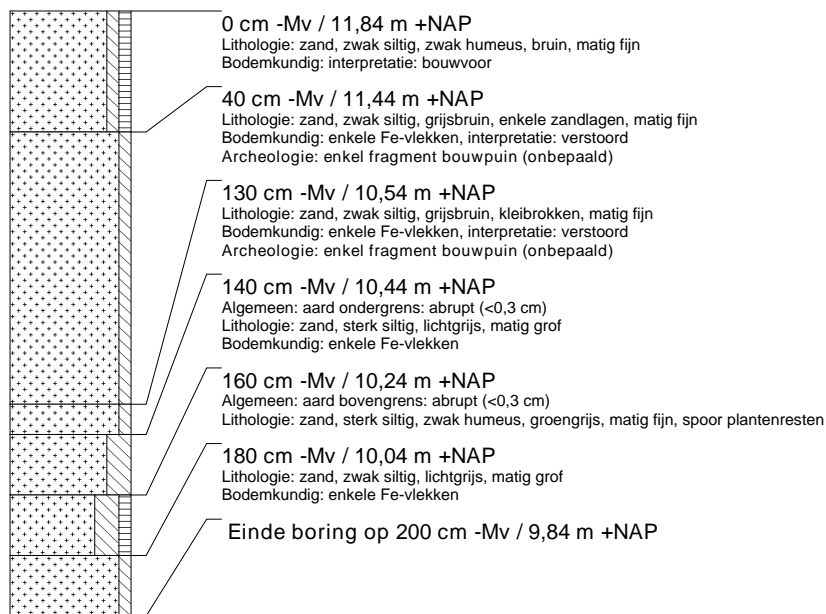 0 cm -Mv / 11,84 m +NAP
Lithologie: zand, zwak siltig, zwak humeus, bruin, matig fijn
Bodemkundig: interpretatie: bouwvoor
40 cm -Mv / 11,44 m +NAP
Lithologie: zand, zwak siltig, grijsbruin, enkele zandlagen, matig fijn
Bodemkundig: enkele Fe-vlekken, interpretatie: verstoord
Archeologie: enkel fragment bouwpuin (onbepaald)
130 cm -Mv / 10,54 m +NAP
Lithologie: zand, zwak siltig, grijsbruin, kleibrokken, matig fijn
Bodemkundig: enkele Fe-vlekken, interpretatie: verstoord
Archeologie: enkel fragment bouwpuin (onbepaald)
140 cm -Mv / 10,44 m +NAP
Algemeen: aard ondergrens: abrupt (<0,3 cm)
Lithologie: zand, sterk siltig, lichtgrijs, matig grof
Bodemkundig: enkele Fe-vlekken
160 cm -Mv / 10,24 m +NAP
Algemeen: aard bovengrens: abrupt (<0,3 cm)
Lithologie: zand, sterk siltig, zwak humeus, groengrijs, matig fijn, spoor plantenresten
180 cm -Mv / 10,04 m +NAP
Lithologie: zand, zwak siltig, lichtgrijs, matig grof
Bodemkundig: enkele Fe-vlekken
Einde boring op 200 cm -Mv / 9,84 m +NAP